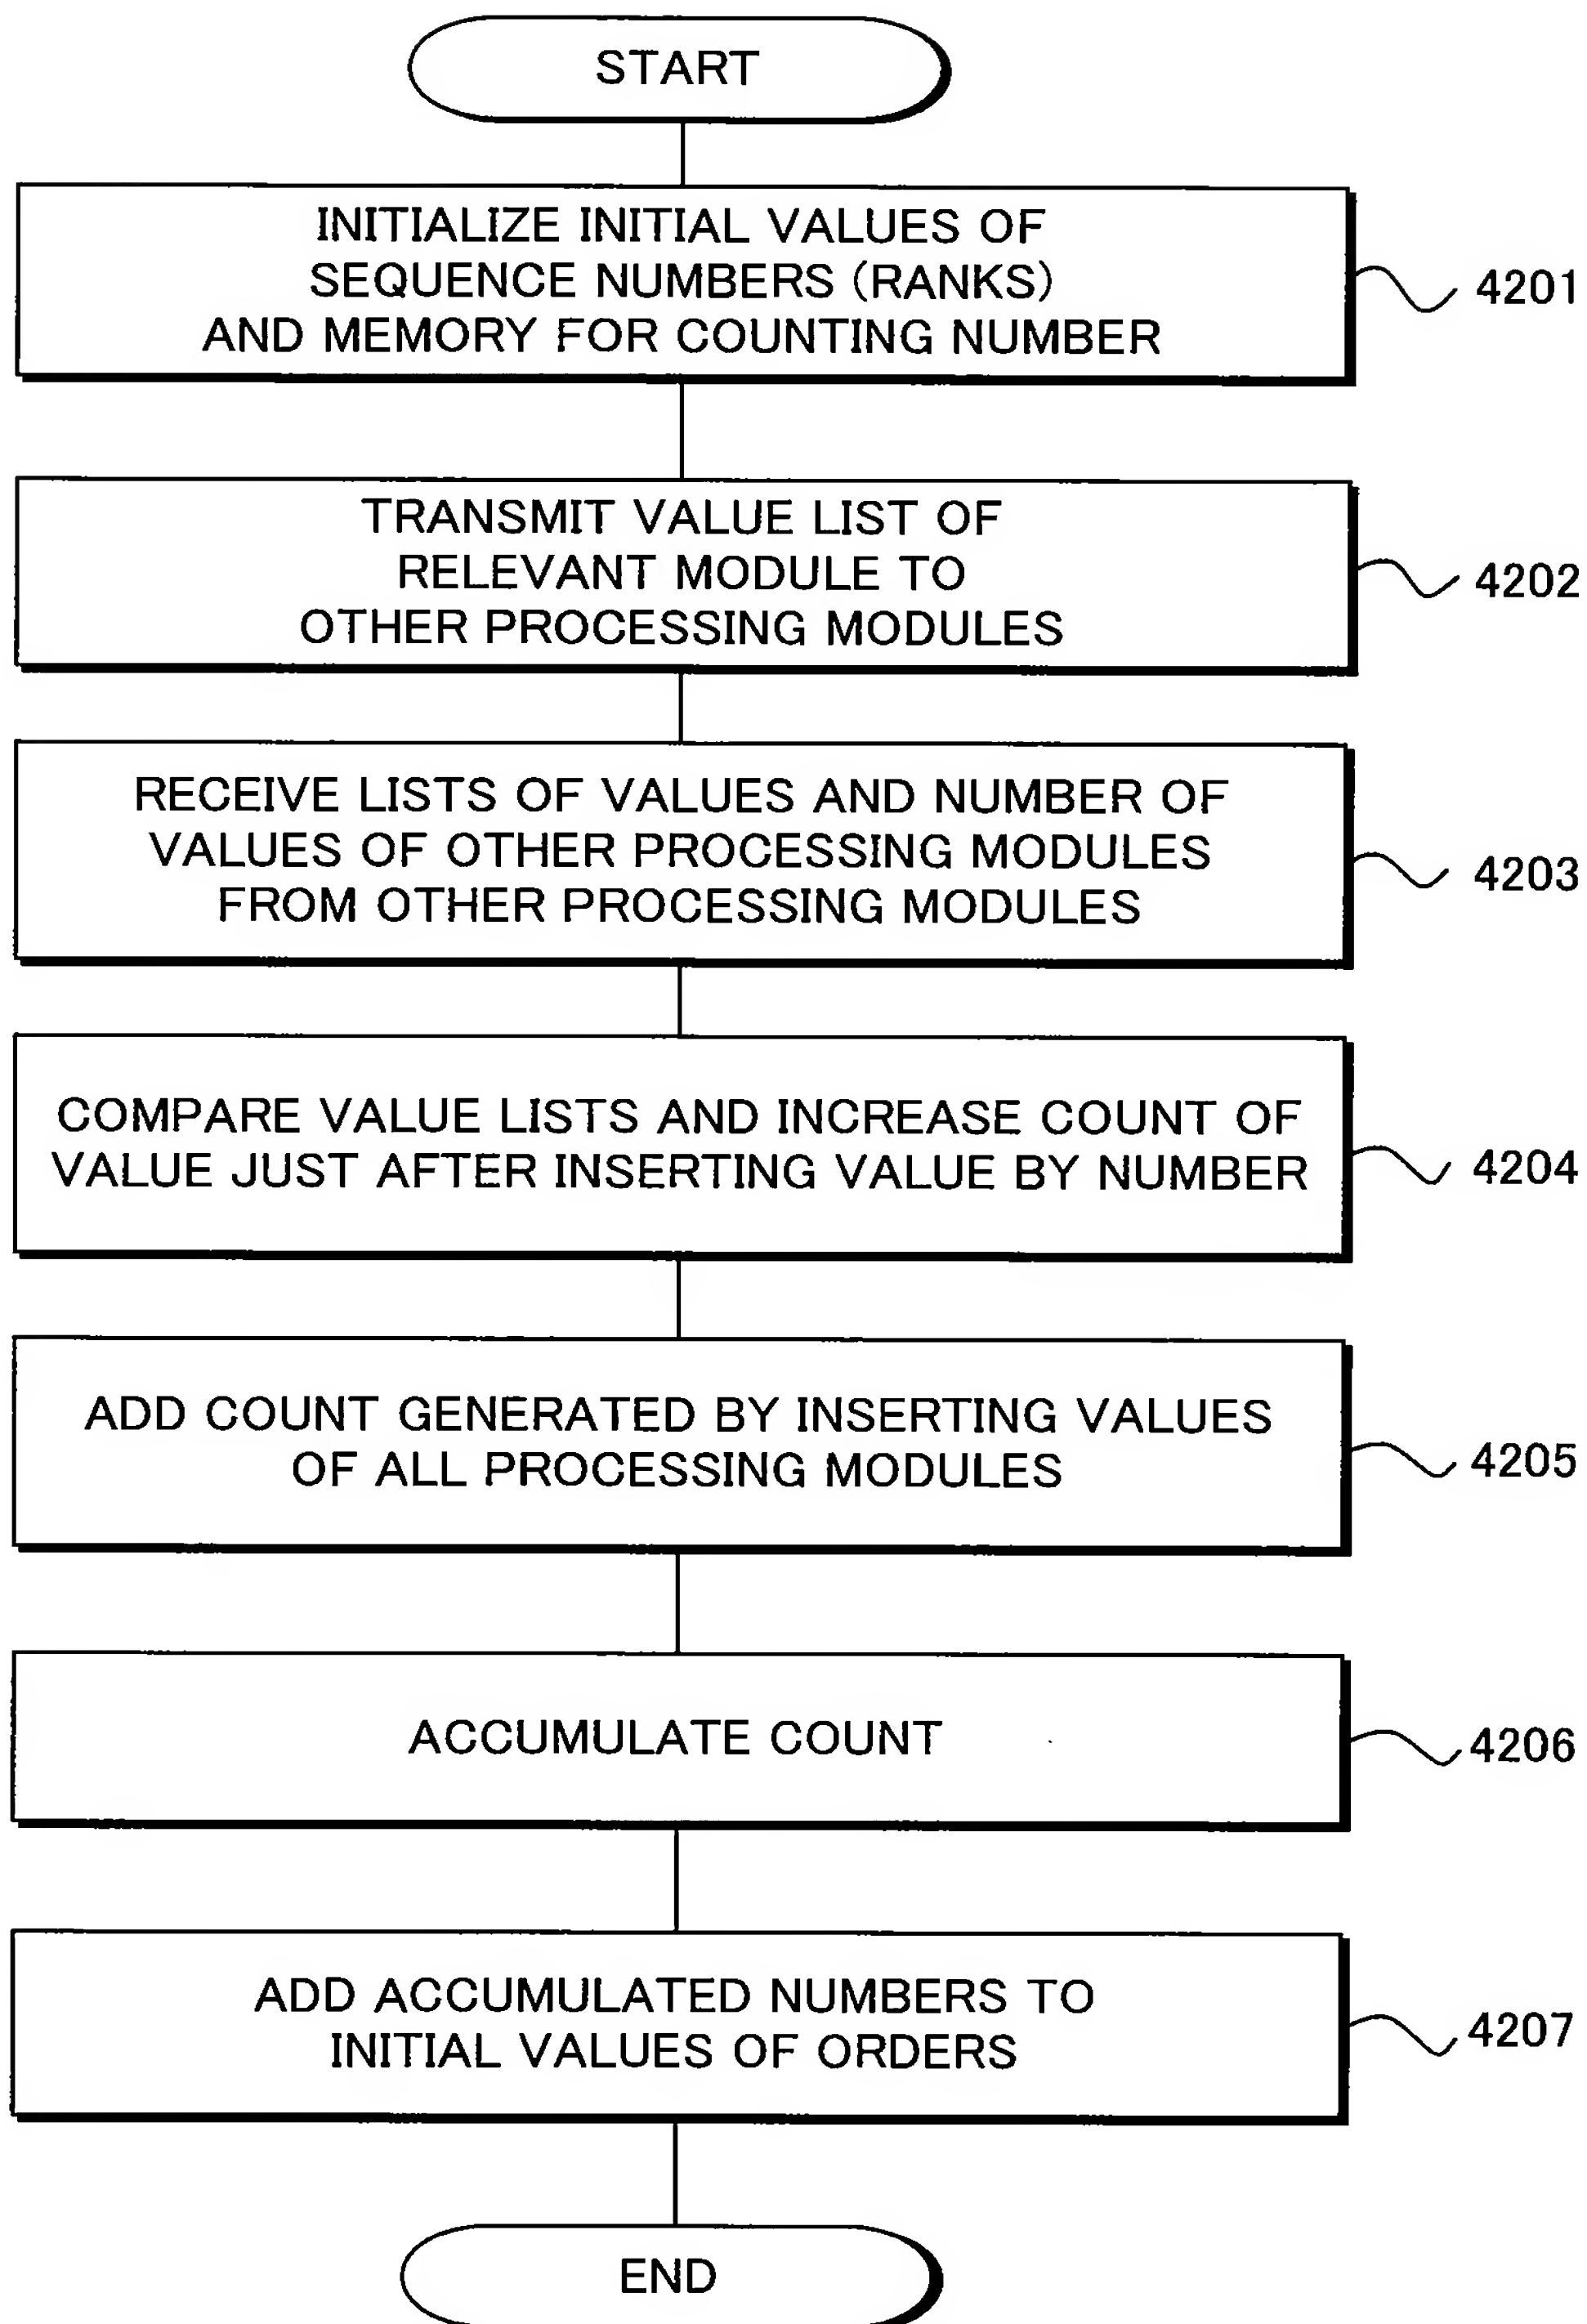 START
INITIALIZE INITIAL VALUES OF
SEQUENCE NUMBERS (RANKS)
AND MEMORY FOR COUNTING NUMBER
4201
TRANSMIT VALUE LIST OF
RELEVANT MODULE TO
OTHER PROCESSING MODULES
4202
RECEIVE LISTS OF VALUES AND NUMBER OF
VALUES OF OTHER PROCESSING MODULES
FROM OTHER PROCESSING MODULES
4203
COMPARE VALUE LISTS AND INCREASE COUNT OF
VALUE JUST AFTER INSERTING VALUE BY NUMBER
4204
ADD COUNT GENERATED BY INSERTING VALUES
OF ALL PROCESSING MODULES
4205
ACCUMULATE COUNT
4206
ADD ACCUMULATED NUMBERS TO
INITIAL VALUES OF ORDERS
4207
END